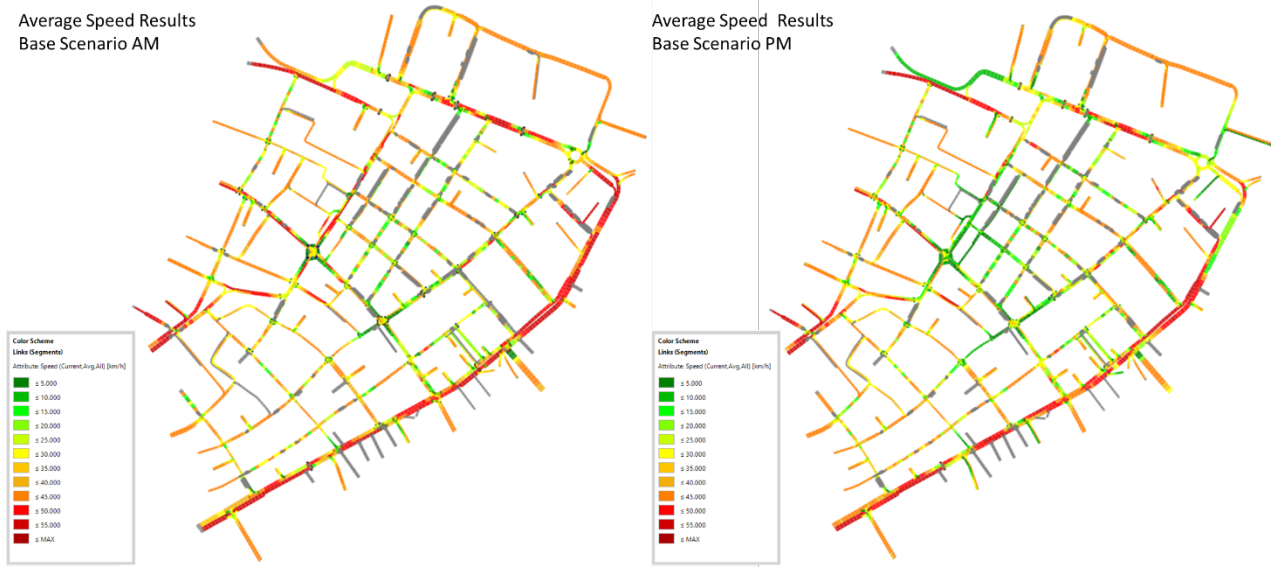 Average Speed Results
Base Scenario AM
Color Scheme
Links (Segments)
Attribute: Speed (Current,Avg,All) [km/h]
≤ 5.000
≤ 10.000
≤ 15.000
≤ 20.000
≤ 25.000
≤ 30.000
≤ 35.000
≤ 40.000
≤ 45.000
≤ 50.000
≤ 55.000
≤ MAX
Average Speed Results
Base Scenario PM
Color Scheme
Links (Segments)
Attribute: Speed (Current,Avg,All) [km/h]
≤ 5.000
≤ 10.000
≤ 15.000
≤ 20.000
≤ 25.000
≤ 30.000
≤ 35.000
≤ 40.000
≤ 45.000
≤ 50.000
≤ 55.000
≤ MAX